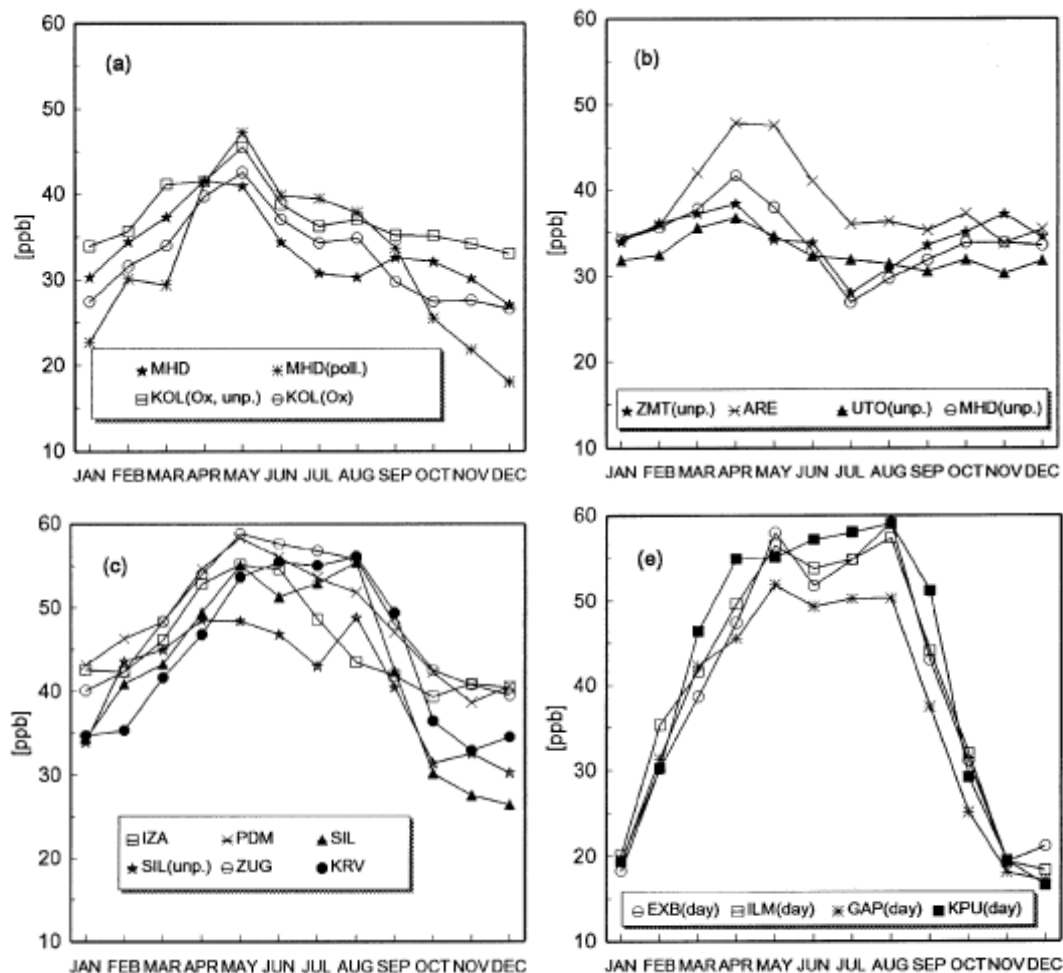 (a)
60
50
40
30
20
10
[ppb]
MHD MHD(poll.)
KOL(Ox, unp.) KOL(Ox)
JAN FEB MAR APR MAY JUN JUL AUG SEP OCT NOV DEC
(b)
60
50
40
30
20
10
[ppb]
ZMT(unp.) ARE UTO(unp.) MHD(unp.)
JAN FEB MAR APR MAY JUN JUL AUG SEP OCT NOV DEC
(c)
60
50
40
30
20
10
[ppb]
IZA PDM SIL
SIL(unp.) ZUG KRV
JAN FEB MAR APR MAY JUN JUL AUG SEP OCT NOV DEC
(e)
60
50
40
30
20
10
[ppb]
EXB(day) ILM(day) GAP(day) KPU(day)
JAN FEB MAR APR MAY JUN JUL AUG SEP OCT NOV DEC